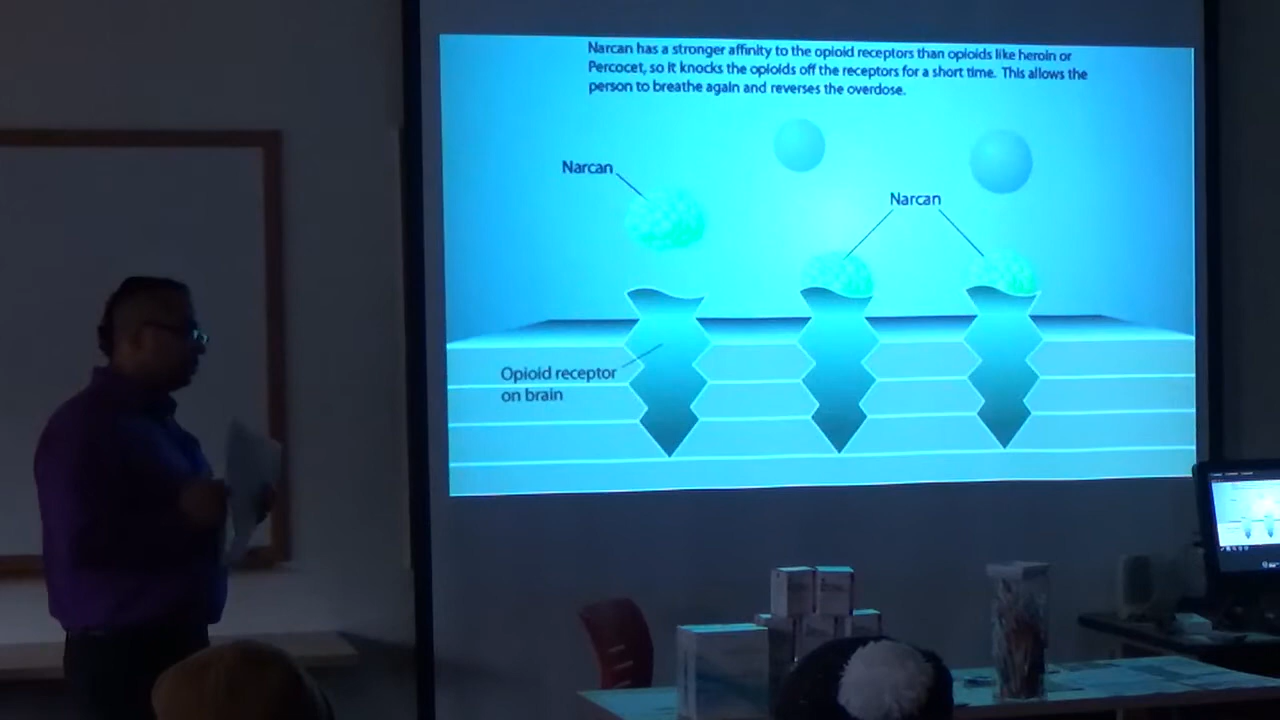 Narcan has a stronger affinity to the opioid receptors than opioids like heroin or
Percocet, so it knocks the opioids off the receptors for a short time. This allows the
person to breathe again and reverses the overdose.
Narcan
Narcan
Opioid receptor
on brain